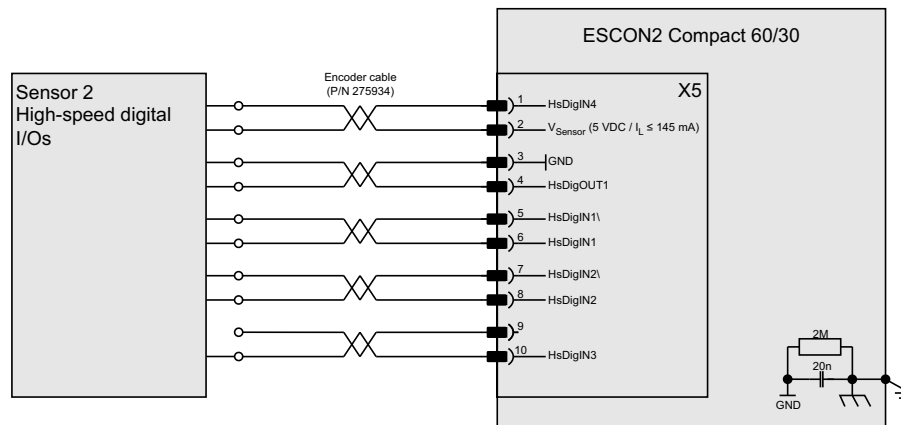 ESCON2 Compact 60/30
Sensor 2
High-speed digital
I/Os
Encoder cable
(P/N 275934)
X5
1 HsDigIN4
2 VSensor (5 VDC / IL ≤ 145 mA)
3 GND
4 HsDigOUT1
5 HsDigIN1\
6 HsDigIN1
7 HsDigIN2\
8 HsDigIN2
9
10 HsDigIN3
2M
20n
GND